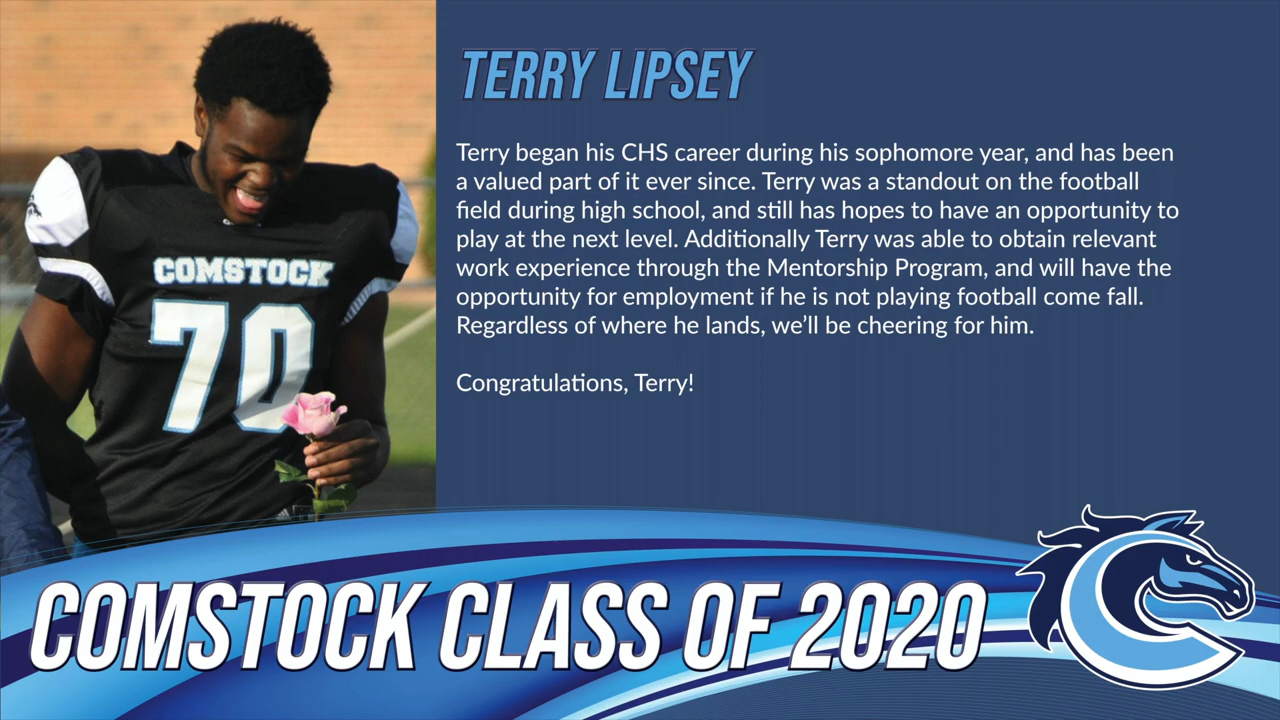 TERRY LIPSEY
Terry began his CHS career during his sophomore year, and has been
a valued part of it ever since. Terry was a standout on the football
field during high school, and still has hopes to have an opportunity to
play at the next level. Additionally Terry was able to obtain relevant
work experience through the Mentorship Program, and will have the
opportunity for employment if he is not playing football come fall.
Regardless of where he lands, we’ll be cheering for him.
Congratulations, Terry!
COMSTOCK
70
COMSTOCK CLASS OF 2020